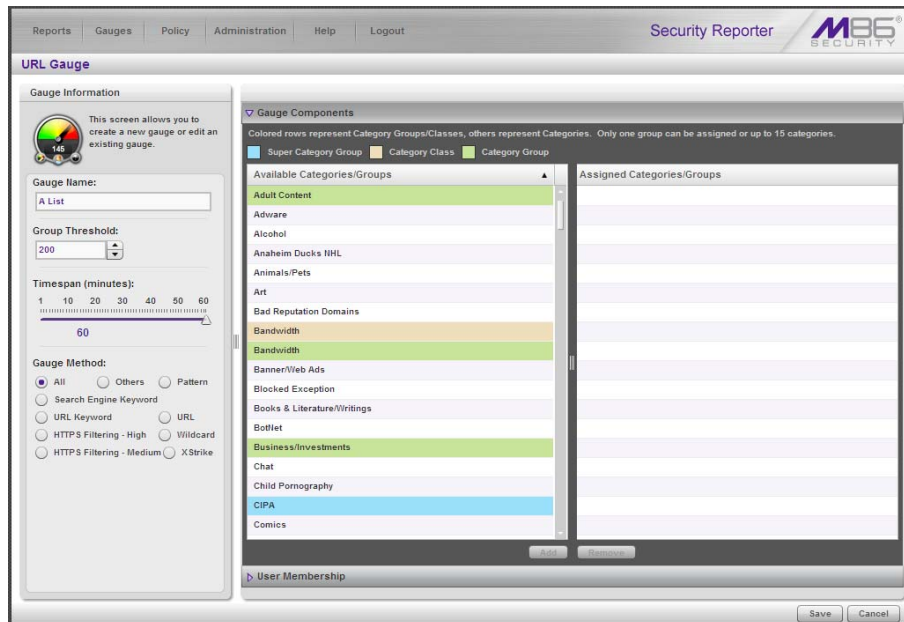 Reports Gauges Policy Administration Help Logout
Security Reporter
M86®
SECURITY
URL Gauge
Gauge Information
This screen allows you to
create a new gauge or edit an
existing gauge.
145
Gauge Name:
A List
Group Threshold:
200
Timespan (minutes):
1 10 20 30 40 50 60
60
Gauge Method:
All Others Pattern
Search Engine Keyword
URL Keyword URL
HTTPS Filtering - High Wildcard
HTTPS Filtering - Medium XStrike
Gauge Components
Colored rows represent Category Groups/Classes, others represent Categories. Only one group can be assigned or up to 15 categories.
Super Category Group Category Class Category Group
Available Categories/Groups
Adult Content
Adware
Alcohol
Anaheim Ducks NHL
Animals/Pets
Art
Bad Reputation Domains
Bandwidth
Bandwidth
Banner/Web Ads
Blocked Exception
Books & Literature/Writings
BotNet
Business/Investments
Chat
Child Pornography
CIPA
Comics
Add
Assigned Categories/Groups
Remove
User Membership
Save Cancel